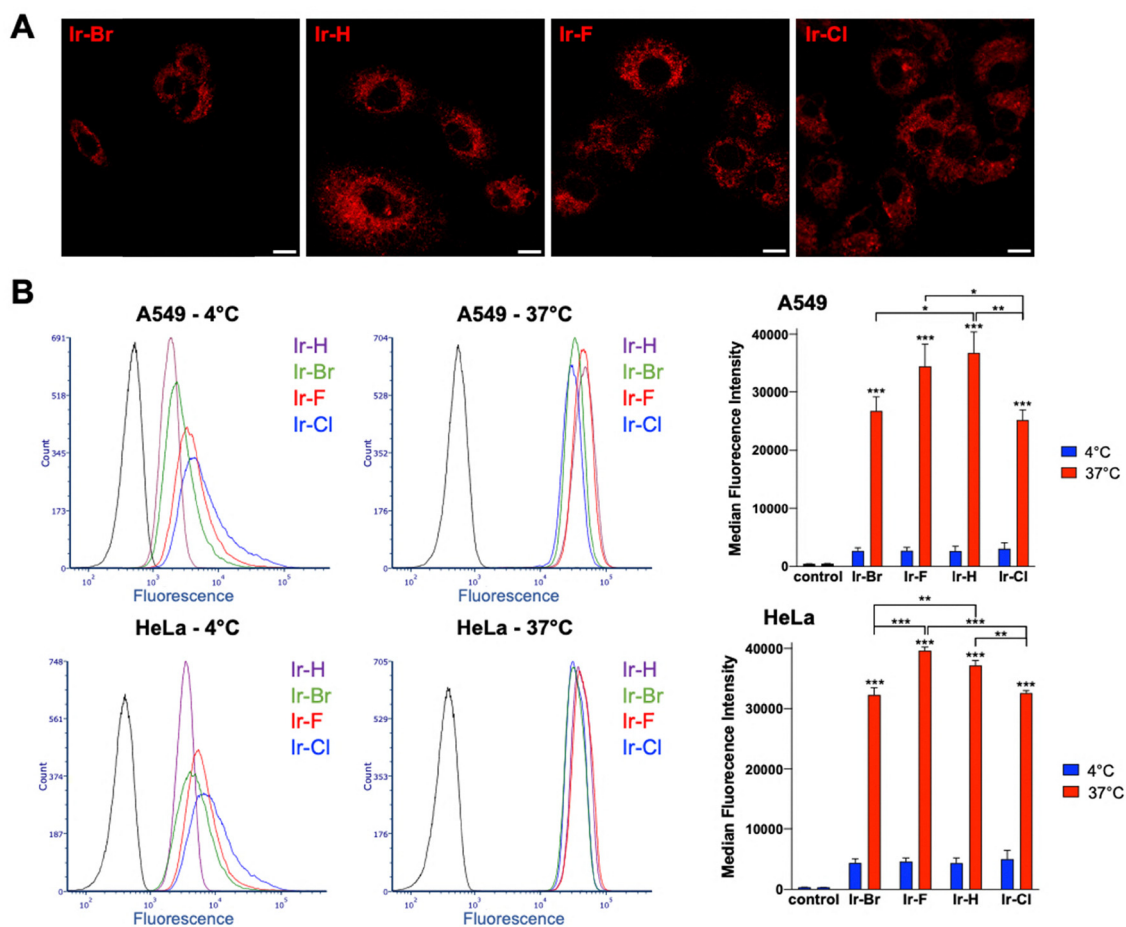 A
Ir-Br
Ir-H
Ir-F
Ir-Cl
B
A549 - 4°C
691
518
345
173
0
Count
10² 10³ 10⁴ 10⁵
Fluorescence
Ir-H
Ir-Br
Ir-F
Ir-Cl
A549 - 37°C
704
528
352
176
0
Count
10² 10³ 10⁴ 10⁵
Fluorescence
Ir-H
Ir-Br
Ir-F
Ir-Cl
A549
Median Fluorecence Intensity
40000
30000
20000
10000
0
*
* **
*** *** *** ***
control Ir-Br Ir-F Ir-H Ir-Cl
4°C
37°C
HeLa - 4°C
748
561
374
187
0
Count
10² 10³ 10⁴ 10⁵
Fluorescence
Ir-H
Ir-Br
Ir-F
Ir-Cl
HeLa - 37°C
705
529
353
176
0
Count
10² 10³ 10⁴ 10⁵
Fluorescence
Ir-H
Ir-Br
Ir-F
Ir-Cl
HeLa
Median Fluorecence Intensity
40000
30000
20000
10000
0
**
*** ***
**
*** *** *** ***
control Ir-Br Ir-F Ir-H Ir-Cl
4°C
37°C